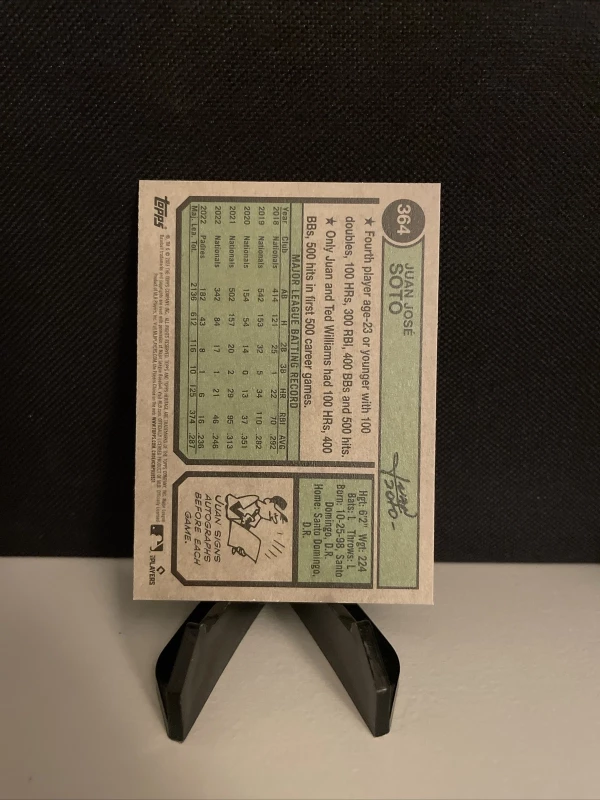 364
JUAN JOSÉ
SOTO
Juan Soto
★ Fourth player age-23 or younger with 100
doubles, 100 HRs, 300 RBI, 400 BBs and 500 hits.
★ Only Juan and Ted Williams had 100 HRs, 400
BBs, 500 hits in first 500 career games.
Hgt: 6'2" Wgt: 224
Bats: L Throws: L
Born: 10-25-98, Santo
Domingo, D.R.
Home: Santo Domingo,
D.R.
MAJOR LEAGUE BATTING RECORD
Year Club AB H 2B 3B HR RBI AVG
2018 Nationals 414 121 25 1 22 70 .292
2019 Nationals 542 153 32 5 34 110 .282
2020 Nationals 154 54 14 0 13 37 .351
2021 Nationals 502 157 20 2 29 95 .313
2022 Nationals 342 84 17 1 21 46 .246
2022 Padres 182 43 8 1 6 16 .236
Maj. Lea. Tot. 2136 612 116 10 125 374 .287
JUAN SIGNS
AUTOGRAPHS
BEFORE EACH
GAME.
Topps
MLB PLAYERS